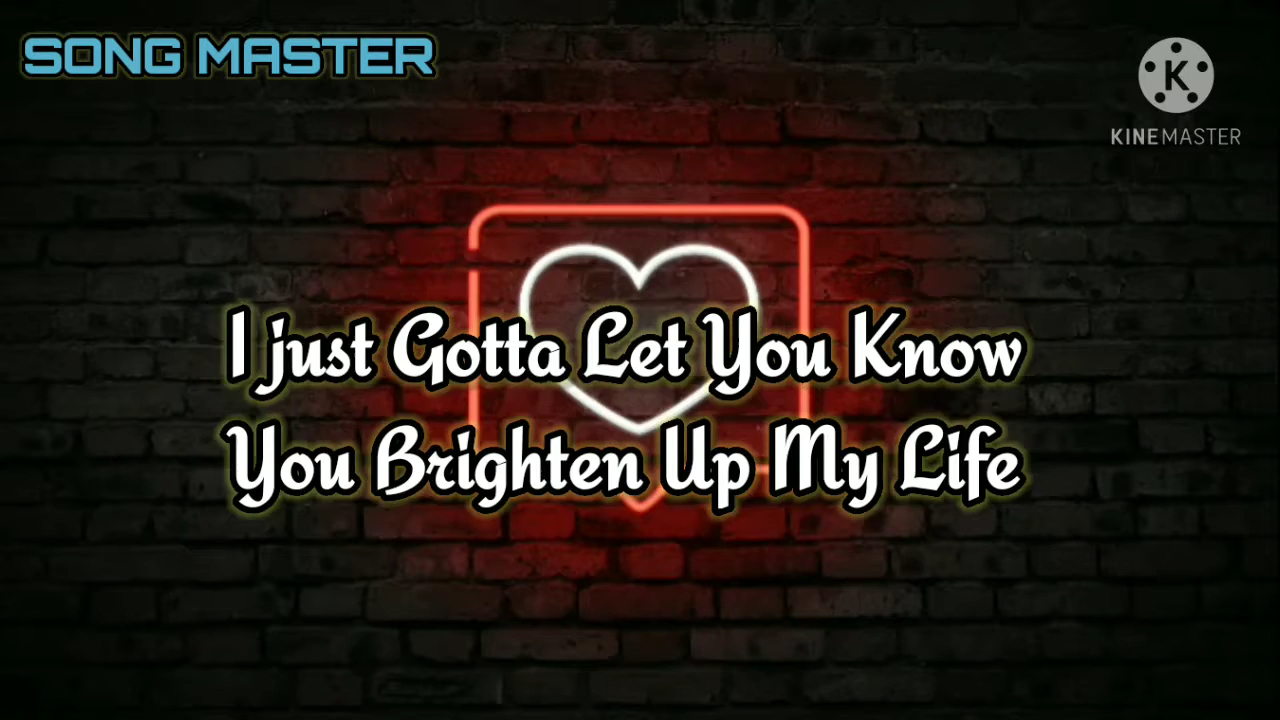 SONG MASTER
K
KINEMASTER
I just Gotta Let You Know
You Brighten Up My Life